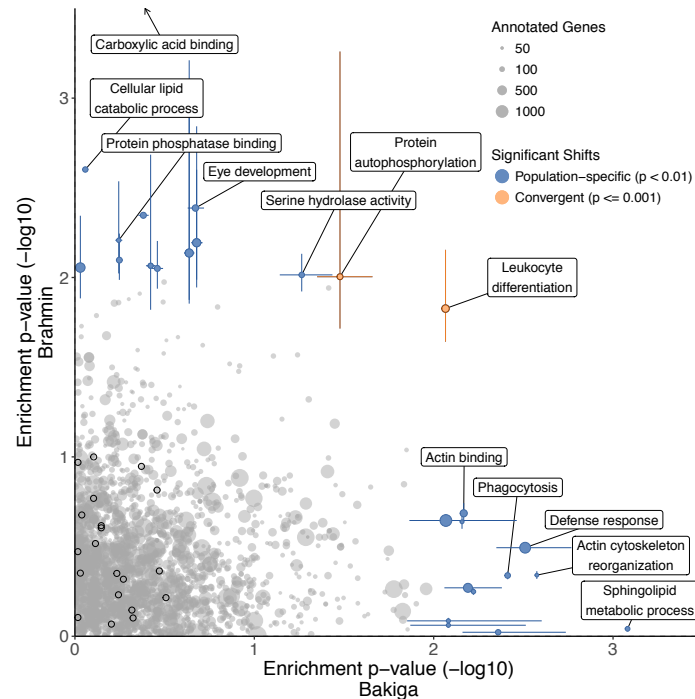 Carboxylic acid binding
Cellular lipid
catabolic process
Protein phosphatase binding
Eye development
Serine hydrolase activity
Protein
autophosphorylation
Leukocyte
differentiation
Annotated Genes
50
100
500
1000
Significant Shifts
Population-specific (p < 0.01)
Convergent (p <= 0.001)
Actin binding
Phagocytosis
Defense response
Actin cytoskeleton
reorganization
Sphingolipid
metabolic process
3
2
1
0
Enrichment p-value (-log10)
Brahmin
0
1
2
3
Enrichment p-value (-log10)
Bakiga